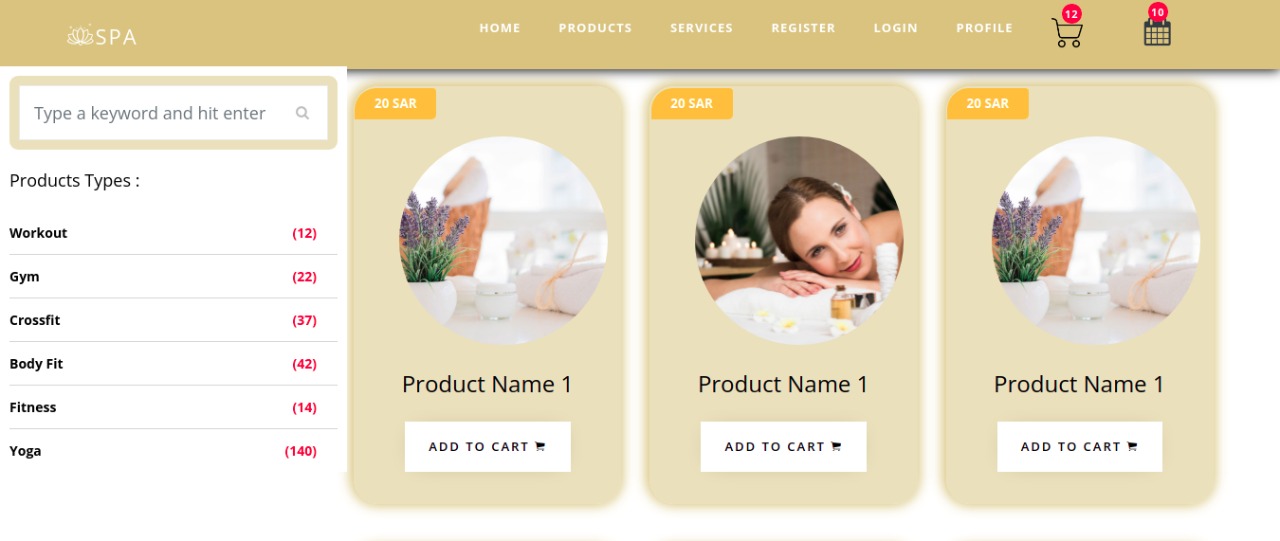 SPA
HOME PRODUCTS SERVICES REGISTER LOGIN PROFILE 12 10
Type a keyword and hit enter
Products Types :
Workout (12)
Gym (22)
Crossfit (37)
Body Fit (42)
Fitness (14)
Yoga (140)
20 SAR
Product Name 1
ADD TO CART
20 SAR
Product Name 1
ADD TO CART
20 SAR
Product Name 1
ADD TO CART